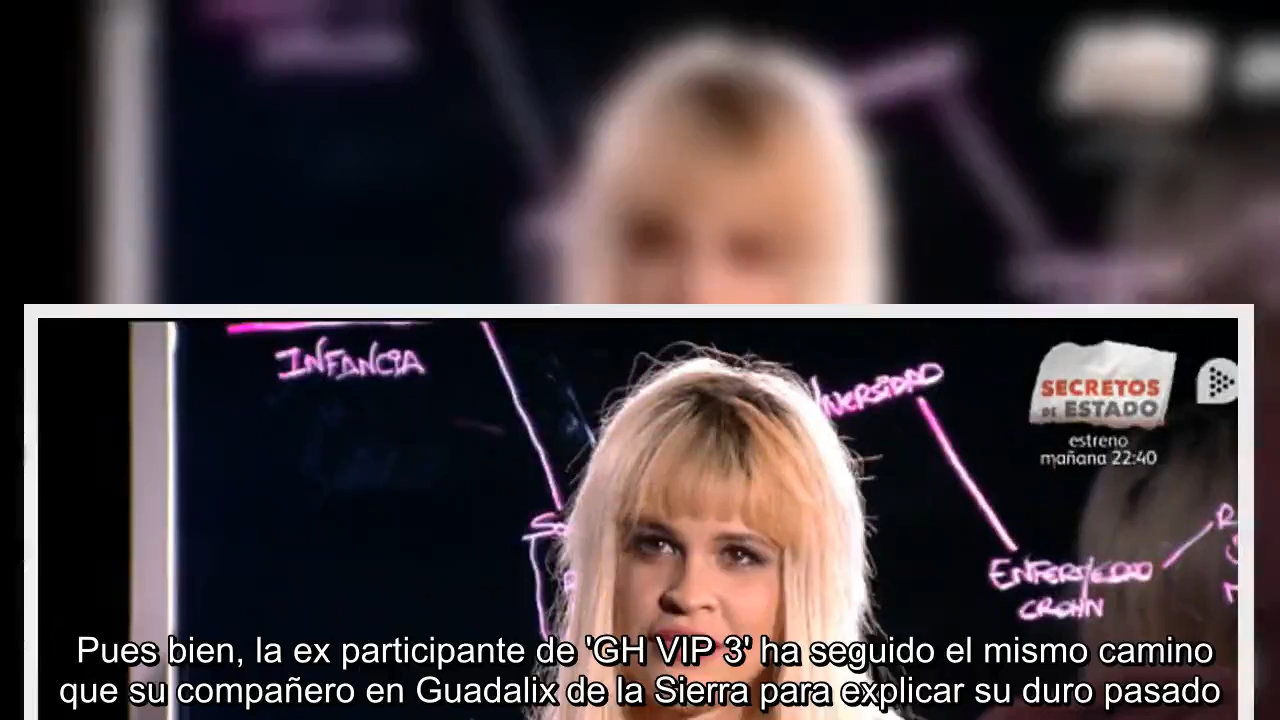 INFANCIA
IVERSIDAD
SECRETOS
DE ESTADO
estreno
mañana 22:40
ENFERMEDAD
CROHN
Pues bien, la ex participante de 'GH VIP 3' ha seguido el mismo camino
que su compañero en Guadalix de la Sierra para explicar su duro pasado